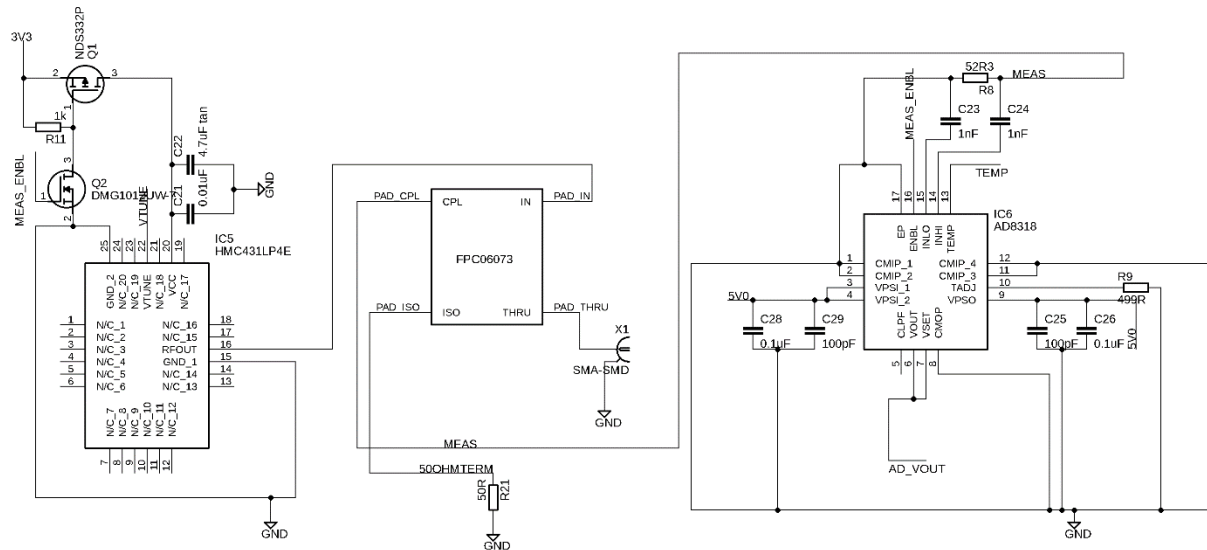 3V3
NDS332P
Q1
2
3
1
1k
R11
MEAS_ENBL
3
1
2
Q2
VTUNE
C22
4.7uF tan
C21
0.01uF
GND
25
24
23
22
21
20
19
IC5
HMC431LP4E
GND_2
N/C_20
N/C_19
VTUNE
N/C_18
VCC
N/C_17
1 N/C_1
2 N/C_2
3 N/C_3
4 N/C_4
5 N/C_5
6 N/C_6
N/C_16 18
N/C_15 17
RFOUT 16
GND_1 15
N/C_14 14
N/C_13 13
N/C_7
N/C_8
N/C_9
N/C_10
N/C_11
N/C_12
7
8
9
10
11
12
GND
PAD_CPL
CPL
IN
PAD_IN
FPC06073
PAD_ISO
ISO
THRU
PAD_THRU
X1
SMA-SMD
GND
MEAS
50OHMTERM
50R
R21
GND
52R3
R8
MEAS
MEAS_ENBL
C23
1nF
C24
1nF
TEMP
17
16
15
14
13
IC6
AD8318
EP
ENBL
INLO
INHI
TEMP
1 CMIP_1
2 CMIP_2
3 VPSI_1
4 VPSI_2
CMIP_4 12
CMIP_3 11
TADJ 10
VPSO 9
CLPF
VOUT
VSET
CMOP
5
6
7
8
5V0
C28
0.1uF
C29
100pF
R9
499R
C25
100pF
C26
0.1uF
5V0
AD_VOUT
GND